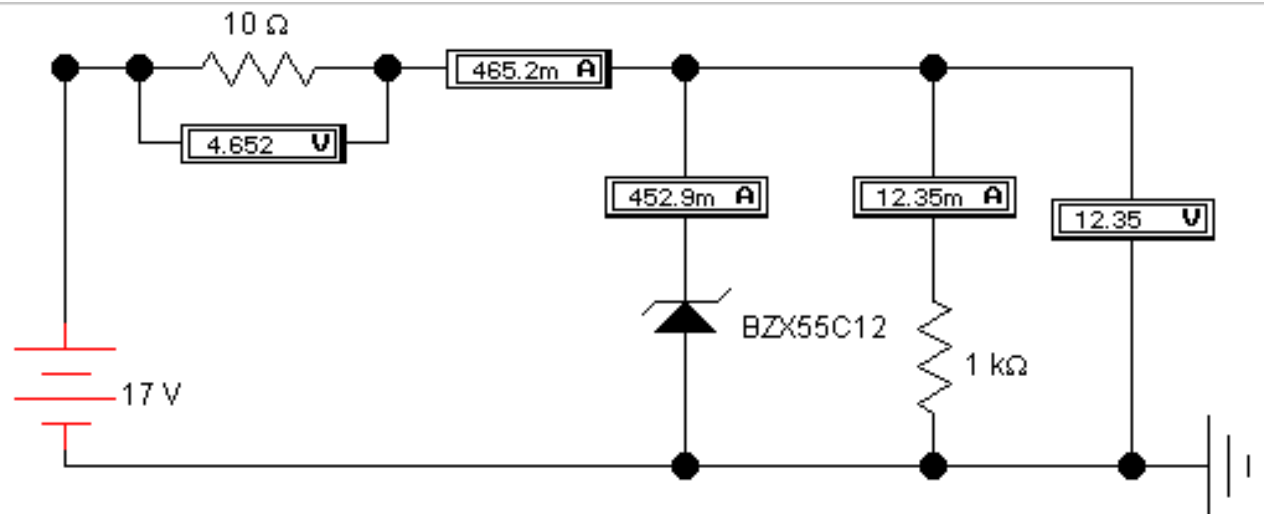 10 Ω
465.2m A
4.652 V
452.9m A
12.35m A
12.35 V
BZX55C12
1 kΩ
17 V